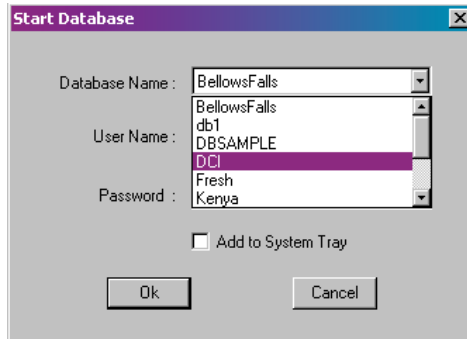 Start Database
Database Name : BellowsFalls
BellowsFalls
db1
User Name : DBSAMPLE
DCI
Fresh
Password : Kenya
Add to System Tray
Ok Cancel